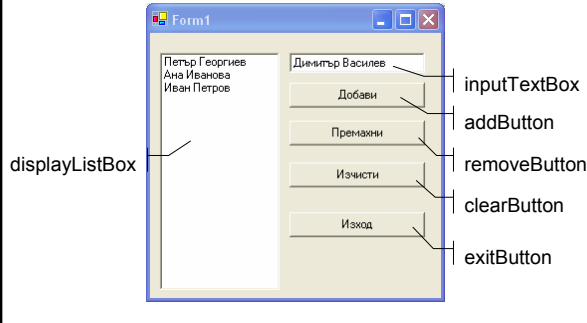 Form1
Петър Георгиев
Ана Иванова
Иван Петров
Димитър Василев
Добави
Премахни
Изчисти
Изход
displayListBox
inputTextBox
addButton
removeButton
clearButton
exitButton